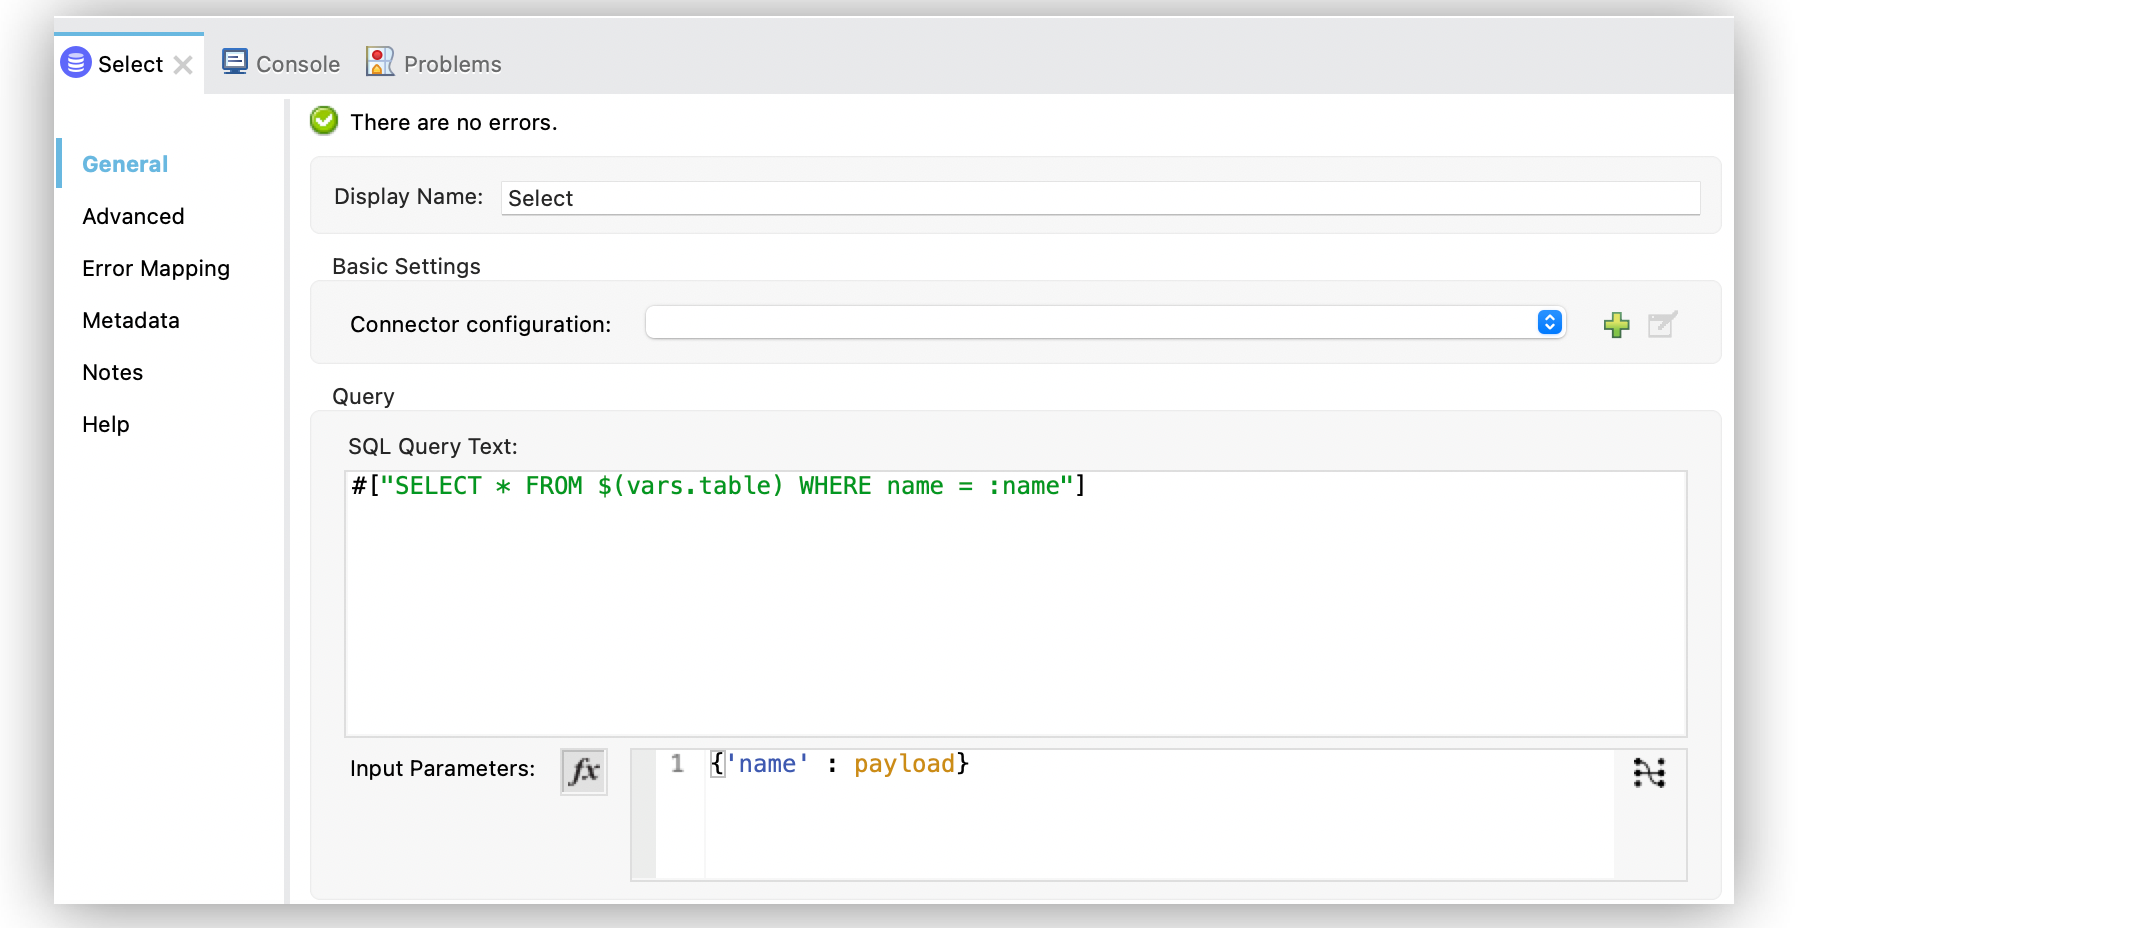 Select Console Problems
There are no errors.
General
Advanced
Error Mapping
Metadata
Notes
Help
Display Name: Select
Basic Settings
Connector configuration:
Query
SQL Query Text:
#["SELECT * FROM $(vars.table) WHERE name = :name"]
Input Parameters: fx 1 {'name' : payload}